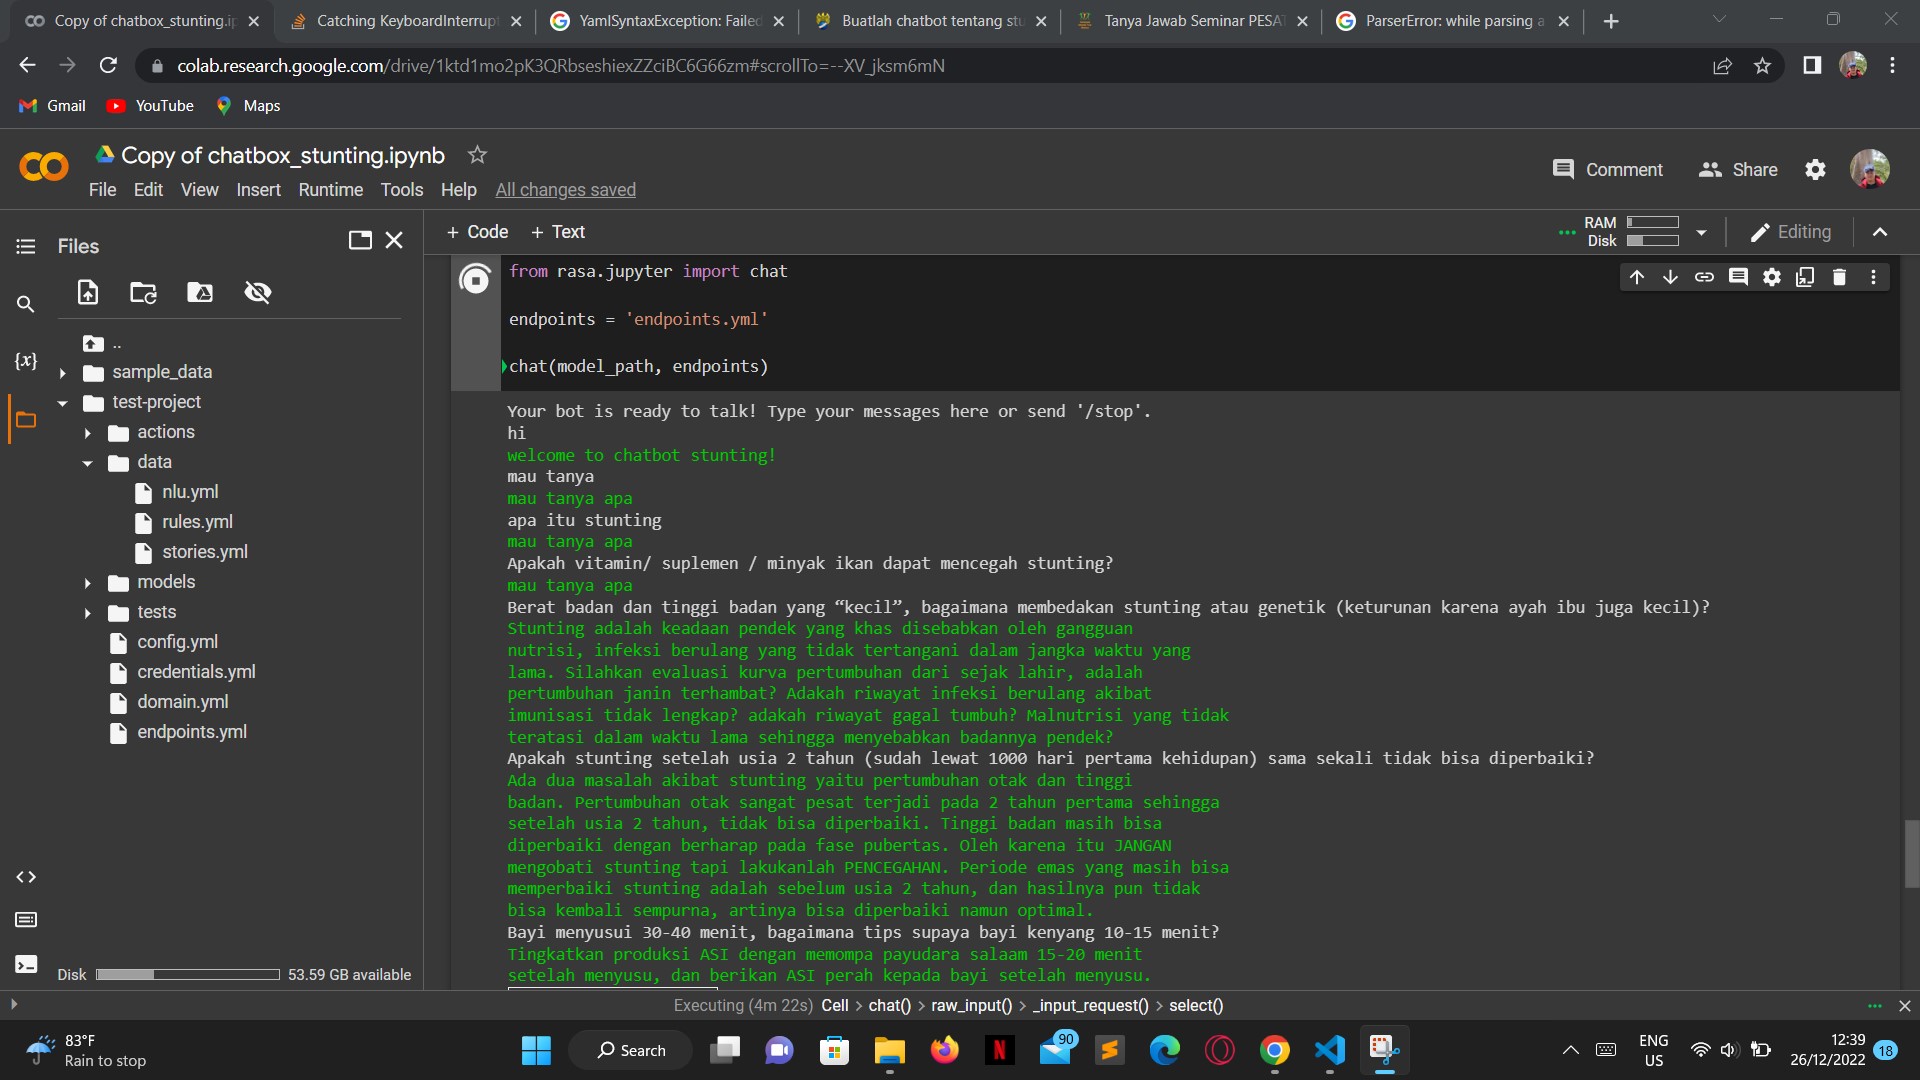 Copy of chatbox_stunting.ip
Catching KeyboardInterrupt
YamlSyntaxException: Failed
Buatlah chatbot tentang stu
Tanya Jawab Seminar PESA
ParserError: while parsing a
colab.research.google.com/drive/1ktd1mo2pK3QRbseshiexZZciBC6G66zm#scrollTo=--XV_jksm6mN
Gmail YouTube Maps
Copy of chatbox_stunting.ipynb
File Edit View Insert Runtime Tools Help All changes saved
Comment Share
Files
+ Code + Text
RAM
Disk
Editing
{x}
..
sample_data
test-project
actions
data
nlu.yml
rules.yml
stories.yml
models
tests
config.yml
credentials.yml
domain.yml
endpoints.yml
Disk 53.59 GB available
from rasa.jupyter import chat
endpoints = 'endpoints.yml'
chat(model_path, endpoints)
Your bot is ready to talk! Type your messages here or send '/stop'.
hi
welcome to chatbot stunting!
mau tanya
mau tanya apa
apa itu stunting
mau tanya apa
Apakah vitamin/ suplemen / minyak ikan dapat mencegah stunting?
mau tanya apa
Berat badan dan tinggi badan yang “kecil”, bagaimana membedakan stunting atau genetik (keturunan karena ayah ibu juga kecil)?
Stunting adalah keadaan pendek yang khas disebabkan oleh gangguan
nutrisi, infeksi berulang yang tidak tertangani dalam jangka waktu yang
lama. Silahkan evaluasi kurva pertumbuhan dari sejak lahir, adalah
pertumbuhan janin terhambat? Adakah riwayat infeksi berulang akibat
imunisasi tidak lengkap? adakah riwayat gagal tumbuh? Malnutrisi yang tidak
teratasi dalam waktu lama sehingga menyebabkan badannya pendek?
Apakah stunting setelah usia 2 tahun (sudah lewat 1000 hari pertama kehidupan) sama sekali tidak bisa diperbaiki?
Ada dua masalah akibat stunting yaitu pertumbuhan otak dan tinggi
badan. Pertumbuhan otak sangat pesat terjadi pada 2 tahun pertama sehingga
setelah usia 2 tahun, tidak bisa diperbaiki. Tinggi badan masih bisa
diperbaiki dengan berharap pada fase pubertas. Oleh karena itu JANGAN
mengobati stunting tapi lakukanlah PENCEGAHAN. Periode emas yang masih bisa
memperbaiki stunting adalah sebelum usia 2 tahun, dan hasilnya pun tidak
bisa kembali sempurna, artinya bisa diperbaiki namun optimal.
Bayi menyusui 30-40 menit, bagaimana tips supaya bayi kenyang 10-15 menit?
Tingkatkan produksi ASI dengan memompa payudara salaam 15-20 menit
setelah menyusu, dan berikan ASI perah kepada bayi setelah menyusu.
Executing (4m 22s) Cell > chat() > raw_input() > _input_request() > select()
83°F
Rain to stop
Search
90
ENG
US
12:39
26/12/2022
18